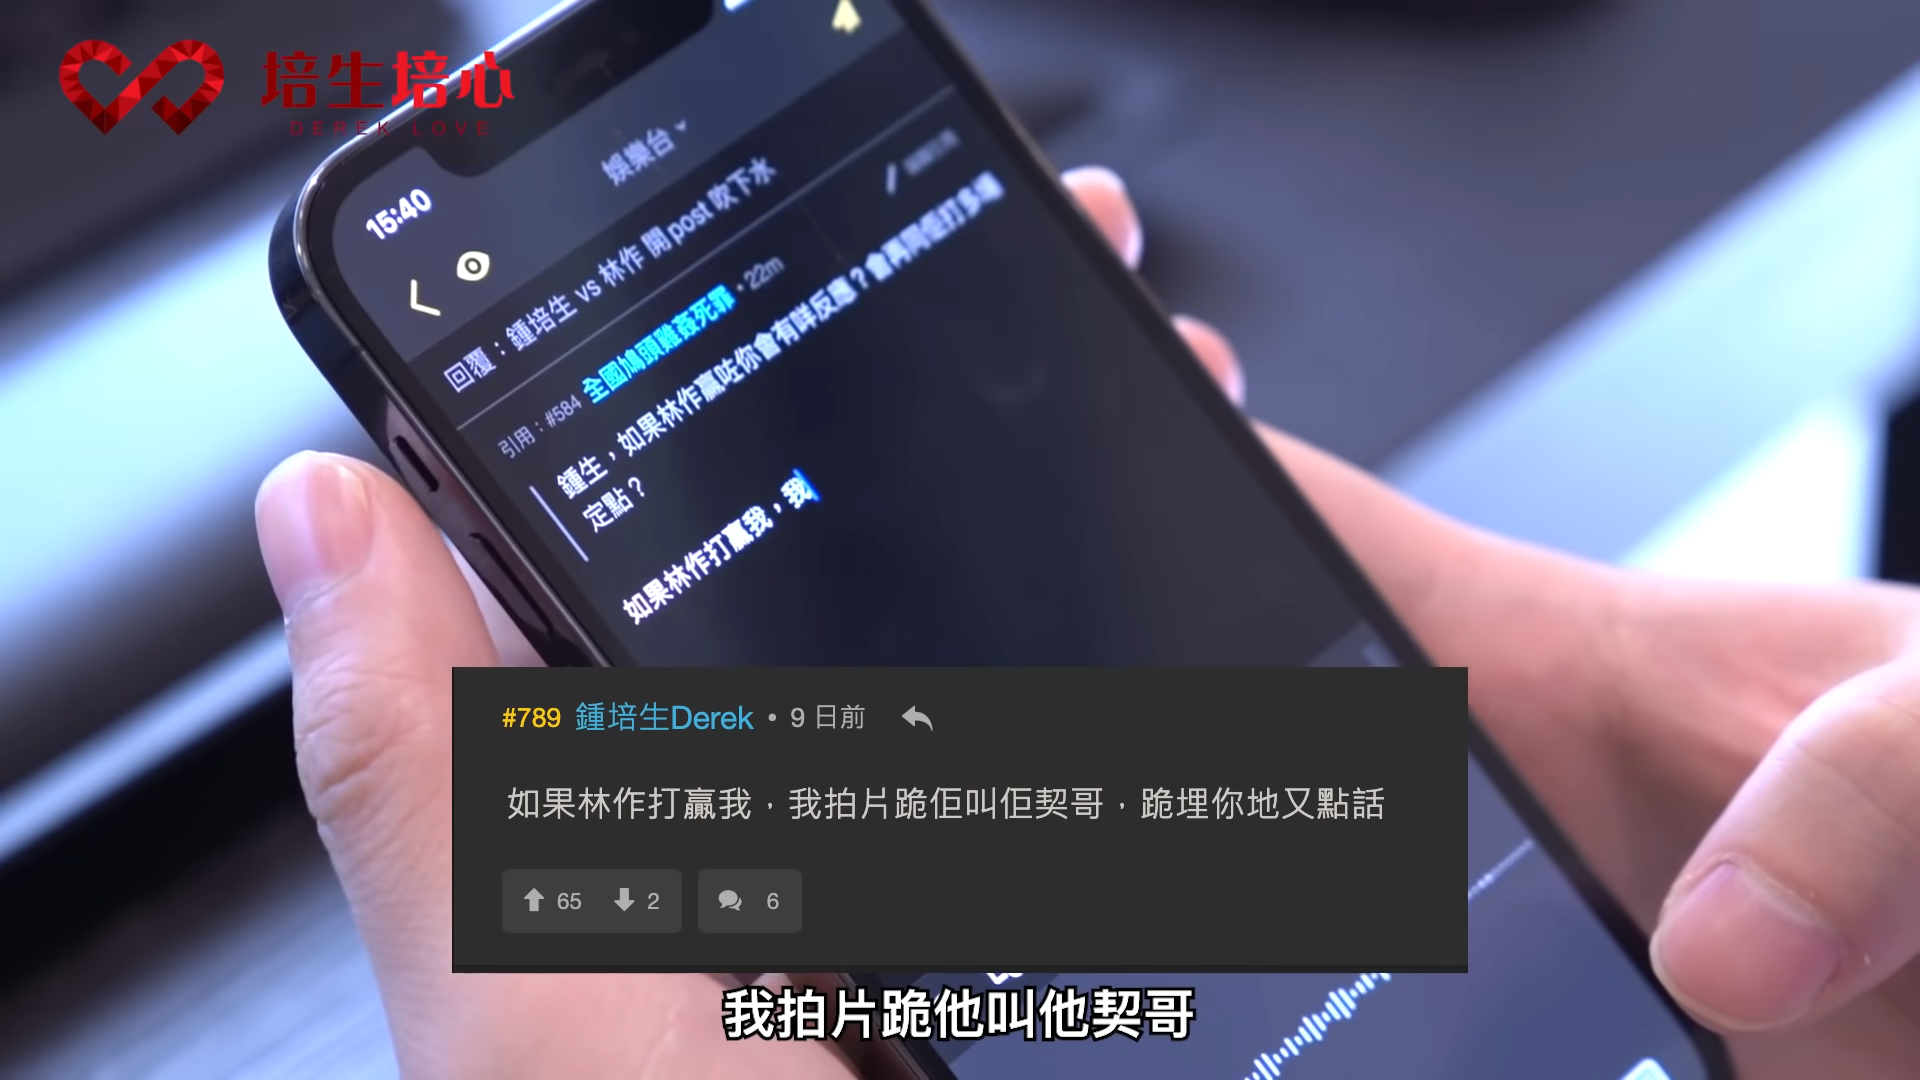 培生培心
DEREK LOVE
娛樂台
15:40
回覆：鍾培生 vs 林作 開post 吹下水
引用：#584 全國鳩頭雞姦死罪 • 22m
鍾生，如果林作贏咗你會有咩反應？會再同佢打多場
定點？
如果林作打贏我，我
#789 鍾培生Derek • 9 日前
如果林作打贏我，我拍片跪佢叫佢契哥，跪埋你地又點話
65 2 6
我拍片跪他叫他契哥